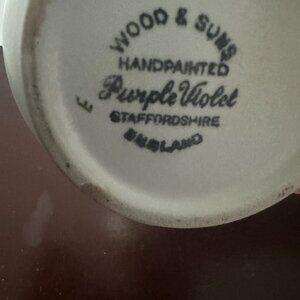 WOOD & SONS
HANDPAINTED
Purple Violet
E
STAFFORDSHIRE
ENGLAND